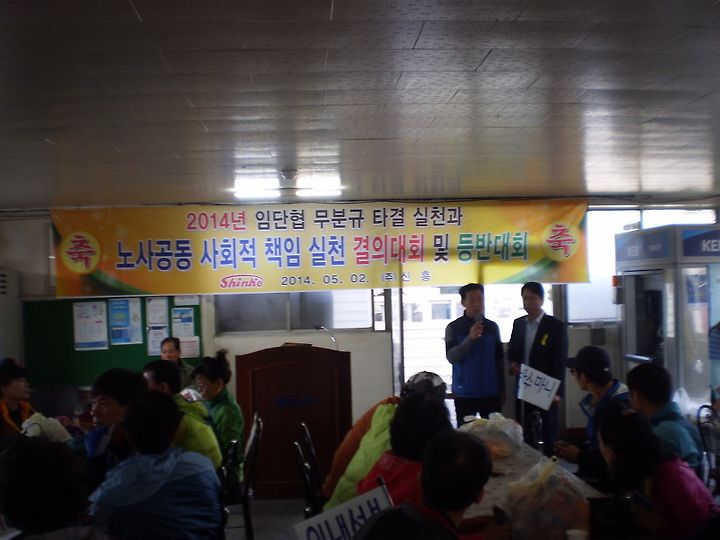 2014년 임단협 무분규 타결 실천과
축 노사공동 사회적 책임 실천 결의대회 및 등반대회 축
Shinhe 2014. 05. 02. (주)신 흥
KEB